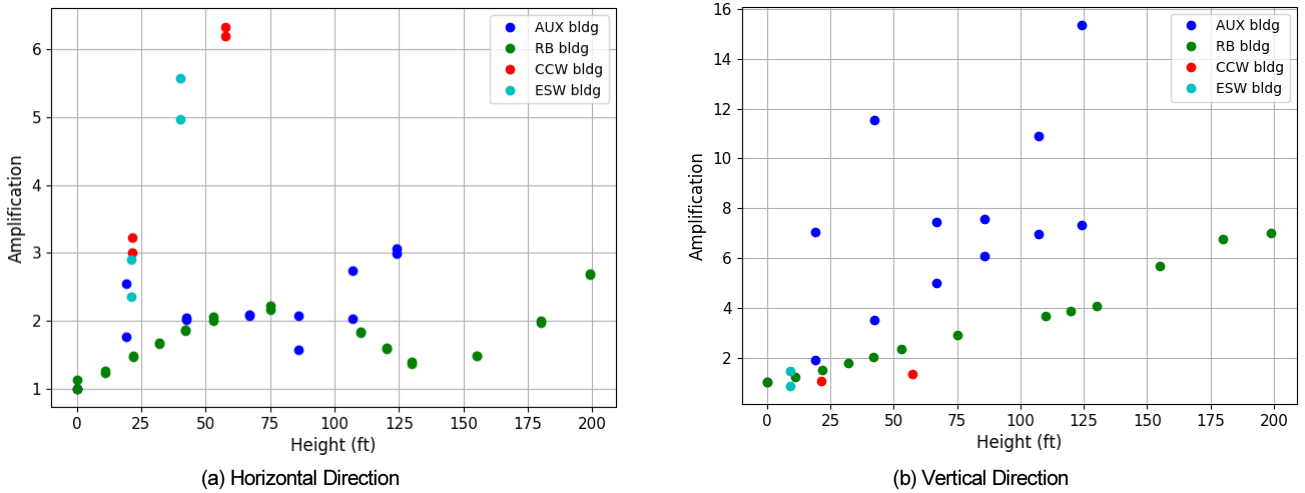 6
5
4
3
2
1
Amplification
AUX bldg
RB bldg
CCW bldg
ESW bldg
0 25 50 75 100 125 150 175 200
Height (ft)
(a) Horizontal Direction
16
14
12
10
8
6
4
2
Amplification
AUX bldg
RB bldg
CCW bldg
ESW bldg
0 25 50 75 100 125 150 175 200
Height (ft)
(b) Vertical Direction